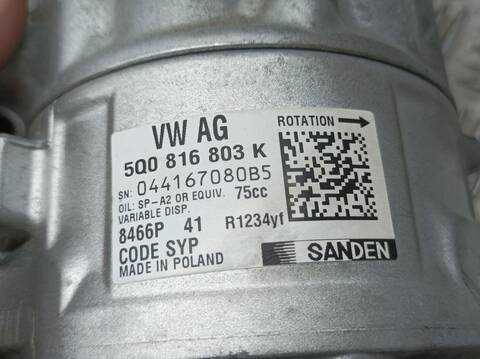 VW AG
ROTATION
5Q0 816 803 K
SN: 044167080B5
OIL: SP-A2 OR EQUIV. 75cc
VARIABLE DISP.
8466P 41 R1234yf
CODE SYP
MADE IN POLAND
SANDEN